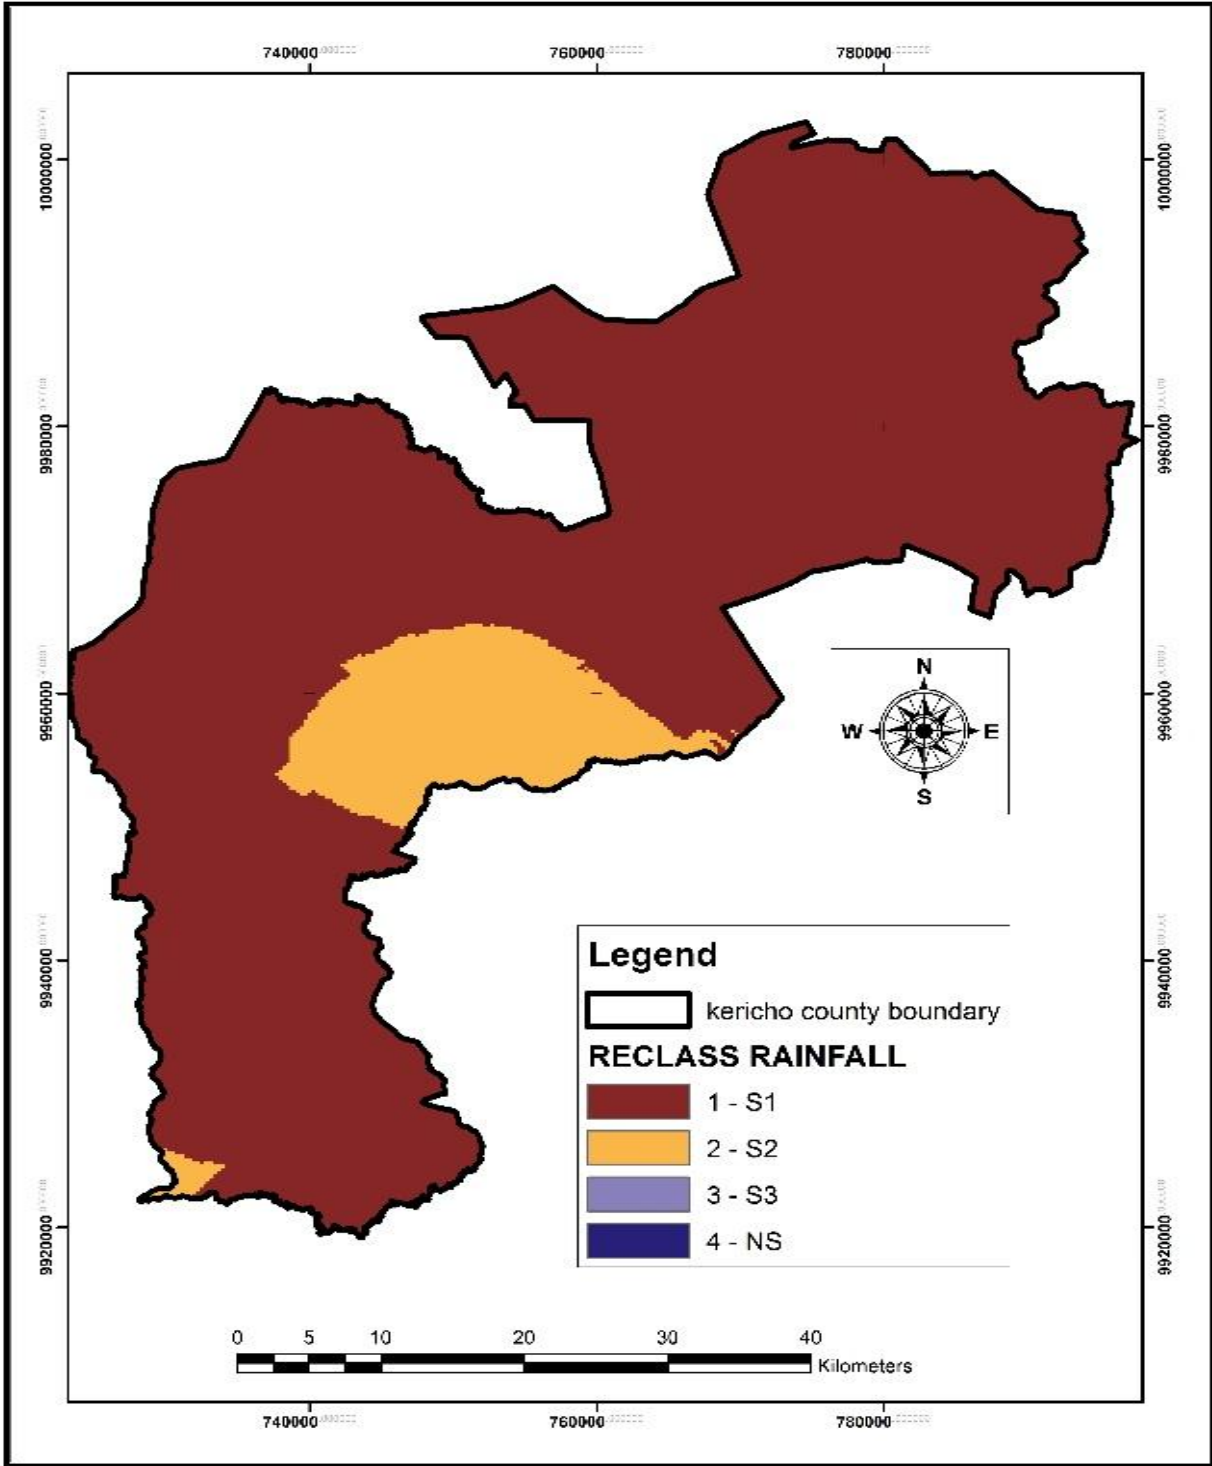 740000 760000 780000
10000000 10000000
9980000 9980000
9960000 9960000
N
W E
S
9940000 9940000
Legend
kericho county boundary
RECLASS RAINFALL
1 - S1
2 - S2
3 - S3
4 - NS
9920000 9920000
0 5 10 20 30 40
Kilometers
740000 760000 780000